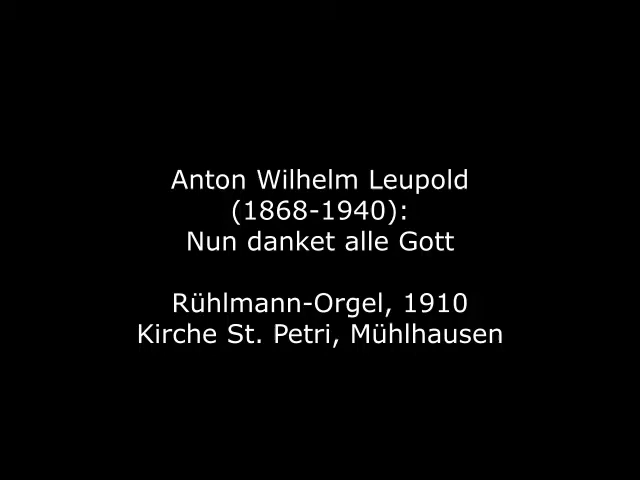 Anton Wilhelm Leupold
(1868-1940):
Nun danket alle Gott
Rühlmann-Orgel, 1910
Kirche St. Petri, Mühlhausen